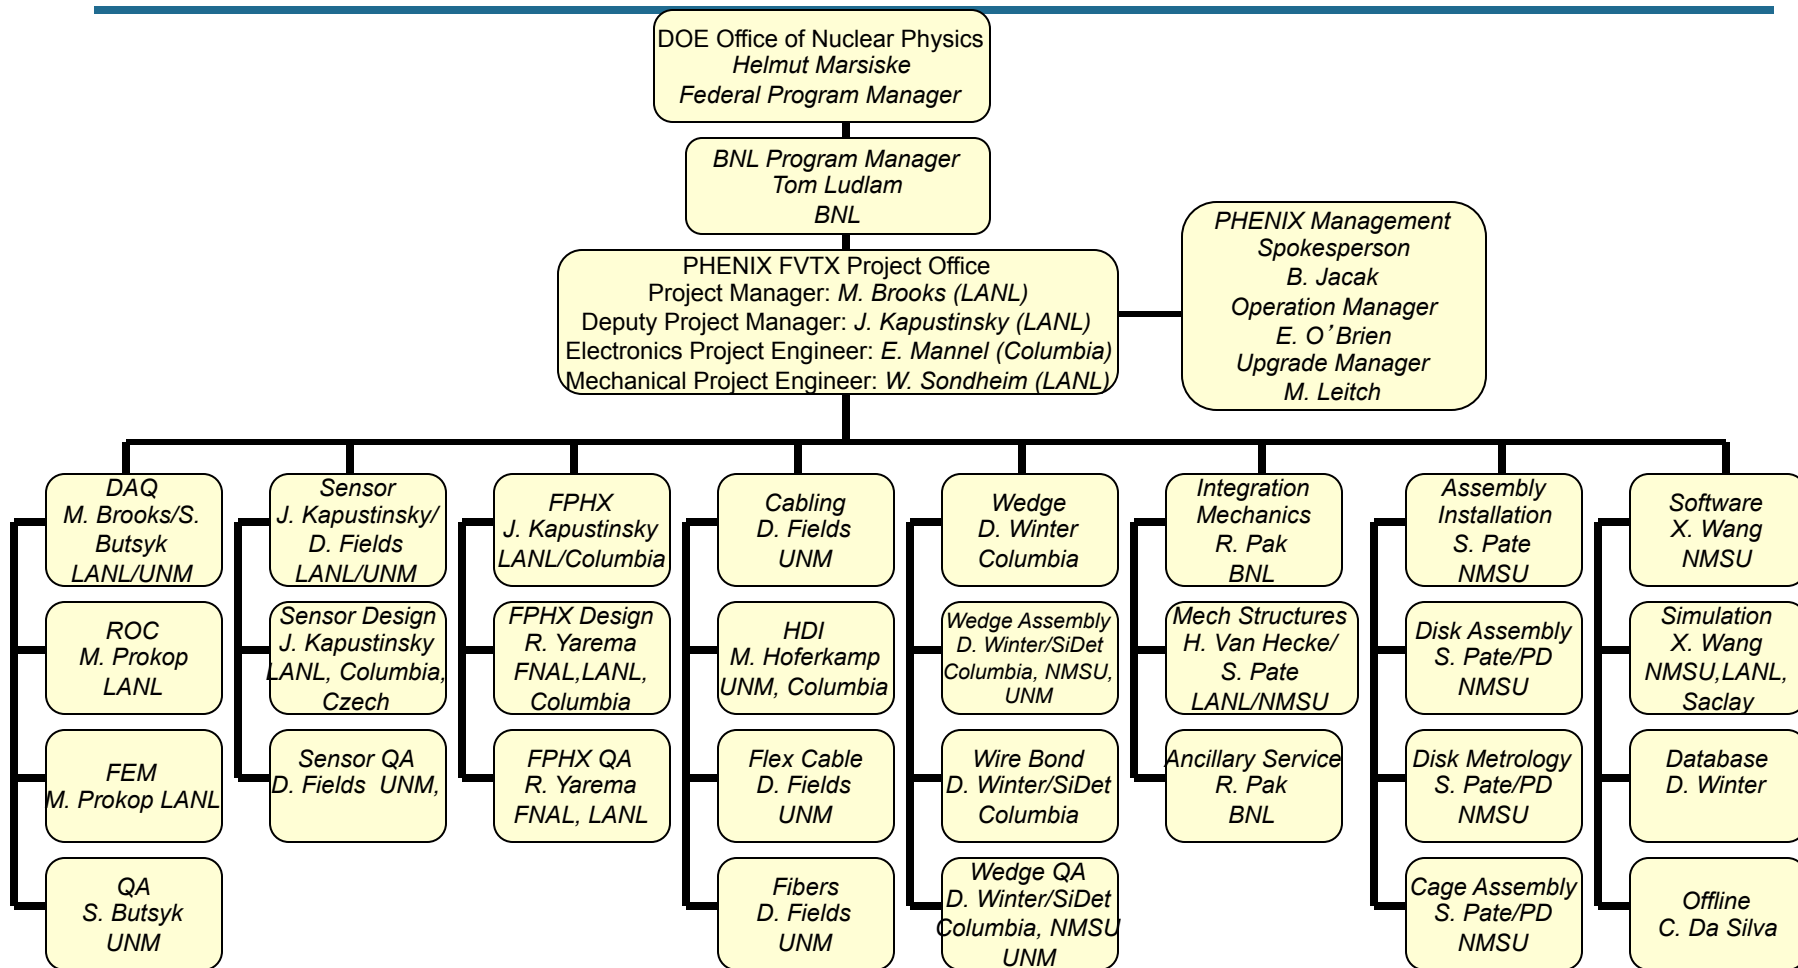 DOE Office of Nuclear Physics
Helmut Marsiske
Federal Program Manager
BNL Program Manager
Tom Ludlam
BNL
PHENIX FVTX Project Office
Project Manager: M. Brooks (LANL)
Deputy Project Manager: J. Kapustinsky (LANL)
Electronics Project Engineer: E. Mannel (Columbia)
Mechanical Project Engineer: W. Sondheim (LANL)
PHENIX Management
Spokesperson
B. Jacak
Operation Manager
E. O’Brien
Upgrade Manager
M. Leitch
DAQ
M. Brooks/S.
Butsyk
LANL/UNM
Sensor
J. Kapustinsky/
D. Fields
LANL/UNM
FPHX
J. Kapustinsky
LANL/Columbia
Cabling
D. Fields
UNM
Wedge
D. Winter
Columbia
Integration
Mechanics
R. Pak
BNL
Assembly
Installation
S. Pate
NMSU
Software
X. Wang
NMSU
ROC
M. Prokop
LANL
Sensor Design
J. Kapustinsky
LANL, Columbia,
Czech
FPHX Design
R. Yarema
FNAL,LANL,
Columbia
HDI
M. Hoferkamp
UNM, Columbia
Wedge Assembly
D. Winter/SiDet
Columbia, NMSU,
UNM
Mech Structures
H. Van Hecke/
S. Pate
LANL/NMSU
Disk Assembly
S. Pate/PD
NMSU
Simulation
X. Wang
NMSU,LANL,
Saclay
FEM
M. Prokop LANL
Sensor QA
D. Fields  UNM,
FPHX QA
R. Yarema
FNAL, LANL
Flex Cable
D. Fields
UNM
Wire Bond
D. Winter/SiDet
Columbia
Ancillary Service
R. Pak
BNL
Disk Metrology
S. Pate/PD
NMSU
Database
D. Winter
QA
S. Butsyk
UNM
Fibers
D. Fields
UNM
Wedge QA
D. Winter/SiDet
Columbia, NMSU
UNM
Cage Assembly
S. Pate/PD
NMSU
Offline
C. Da Silva